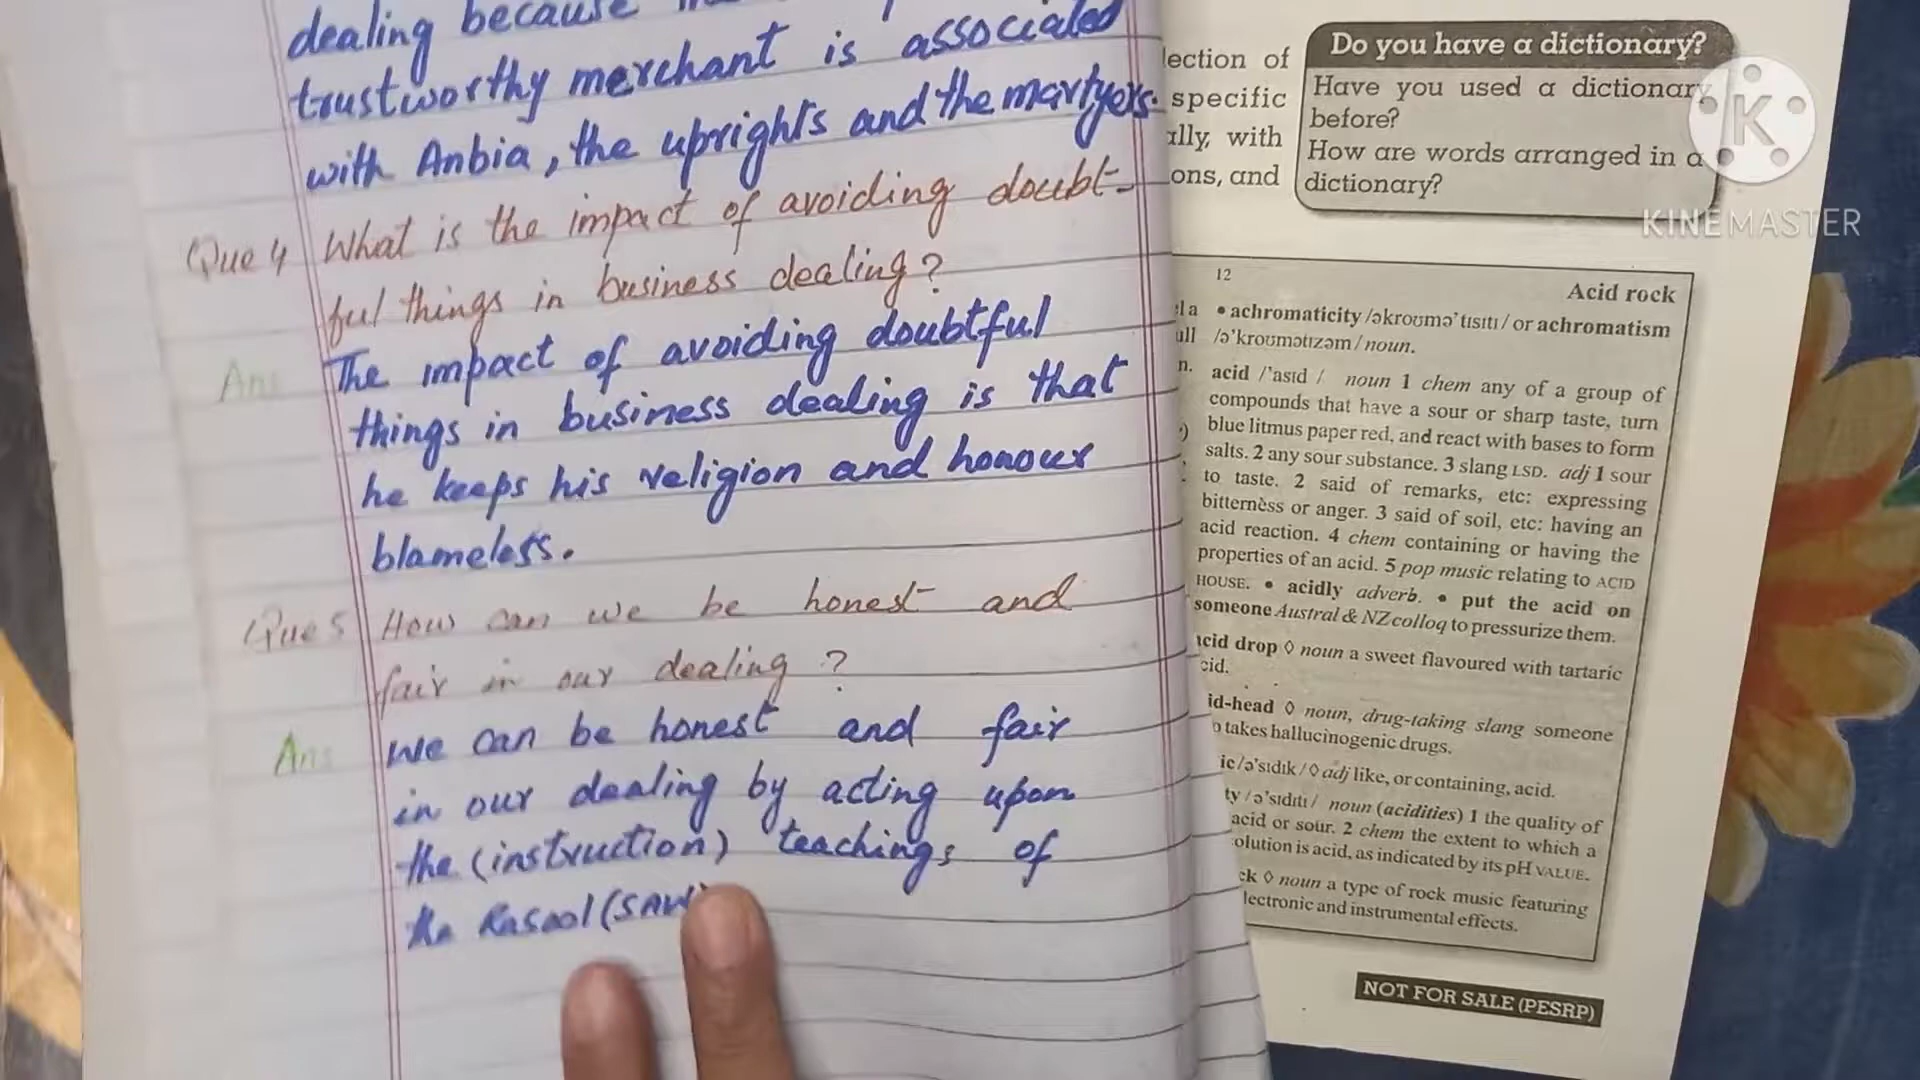 dealing because
trustworthy merchant is associated
with Anbia, the uprights and the martyers.
Que 4 What is the impact of avoiding doubt-
ful things in business dealing?
Ans The impact of avoiding doubtful
things in business dealing is that
he keeps his religion and honour
blameless.
Que 5 How can we be honest and
fair in our dealing ?
Ans We can be honest and fair
in our dealing by acting upon
the (instruction) teachings of
the Rasool (SAW)
lection of
specific
ally, with
ons, and
Do you have a dictionary?
Have you used a dictionary
before?
How are words arranged in a
dictionary?
K
KINEMASTER
12
Acid rock
• achromaticity /əkroʊmə'tɪsɪtɪ/ or achromatism
/ə'kroʊmətɪzəm/ noun.
acid /'asɪd / noun 1 chem any of a group of
compounds that have a sour or sharp taste, turn
blue litmus paper red, and react with bases to form
salts. 2 any sour substance. 3 slang LSD. adj 1 sour
to taste. 2 said of remarks, etc: expressing
bitterness or anger. 3 said of soil, etc: having an
acid reaction. 4 chem containing or having the
properties of an acid. 5 pop music relating to ACID
HOUSE. • acidly adverb. • put the acid on
someone Austral & NZ colloq to pressurize them.
acid drop ◊ noun a sweet flavoured with tartaric
cid.
id-head ◊ noun, drug-taking slang someone
takes hallucinogenic drugs.
ic/ə'sɪdɪk/ ◊ adj like, or containing, acid.
ty /ə'sɪdɪtɪ/ noun (acidities) 1 the quality of
acid or sour. 2 chem the extent to which a
olution is acid, as indicated by its pH VALUE.
ck ◊ noun a type of rock music featuring
lectronic and instrumental effects.
NOT FOR SALE (PESRP)